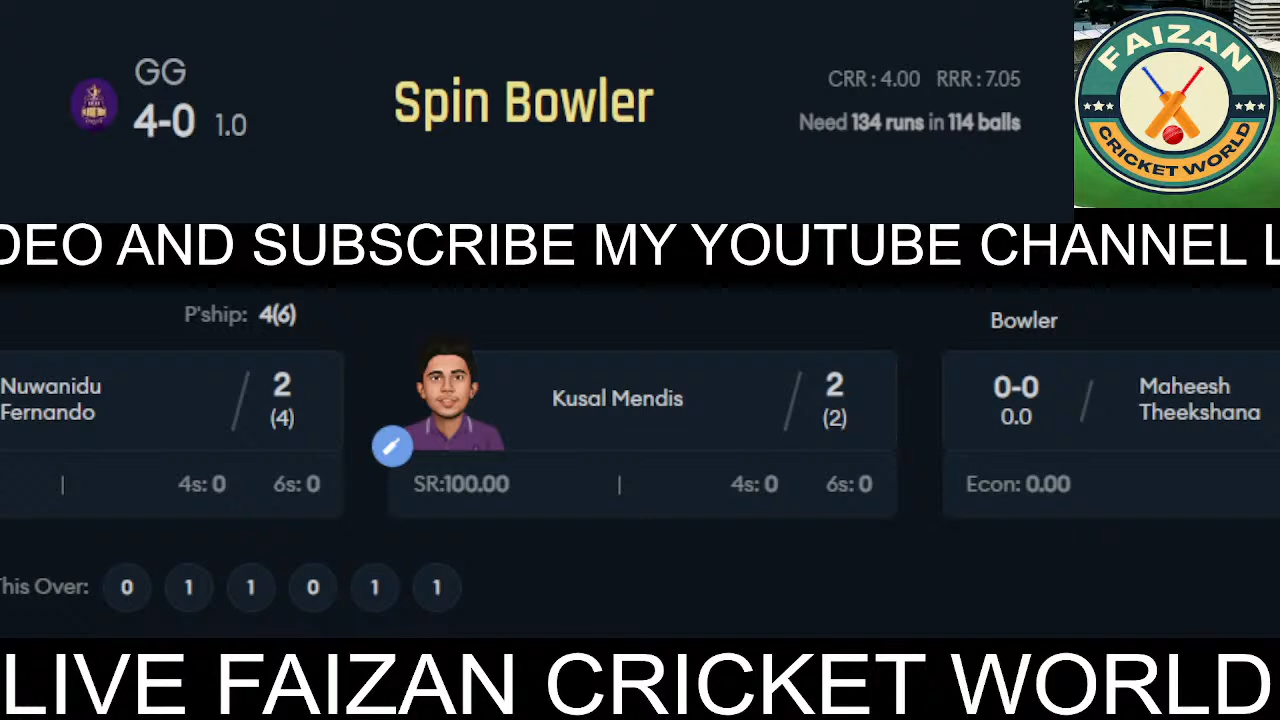 GG
4-0 1.0
Spin Bowler
CRR : 4.00 RRR : 7.05
Need 134 runs in 114 balls
FAIZAN
CRICKET WORLD
DEO AND SUBSCRIBE MY YOUTUBE CHANNEL L
P'ship: 4(6)
Bowler
Nuwanidu
Fernando
2
(4)
4s: 0 6s: 0
Kusal Mendis
2
(2)
SR:100.00 | 4s: 0 6s: 0
0-0
0.0
Maheesh
Theekshana
Econ: 0.00
This Over: 0 1 1 0 1 1
LIVE FAIZAN CRICKET WORLD